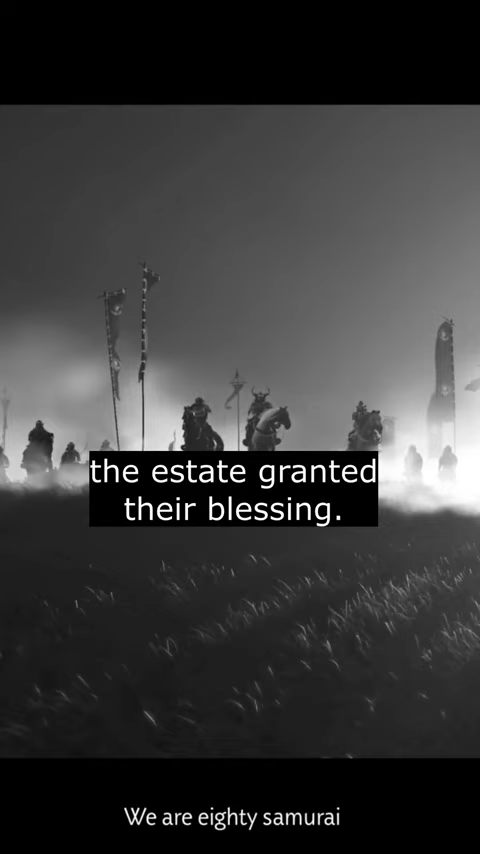 the estate granted
their blessing.
We are eighty samurai